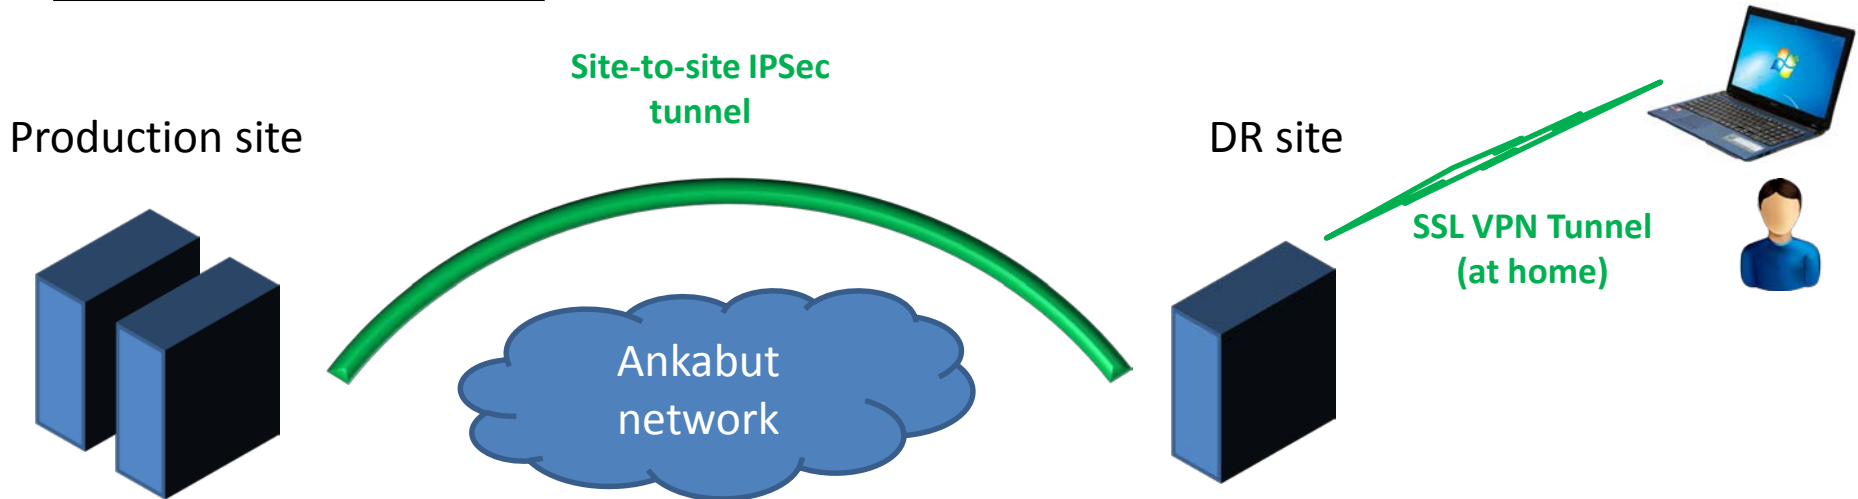 Site-to-site IPSec
tunnel
Production site
DR site
SSL VPN Tunnel
(at home)
Ankabut
network